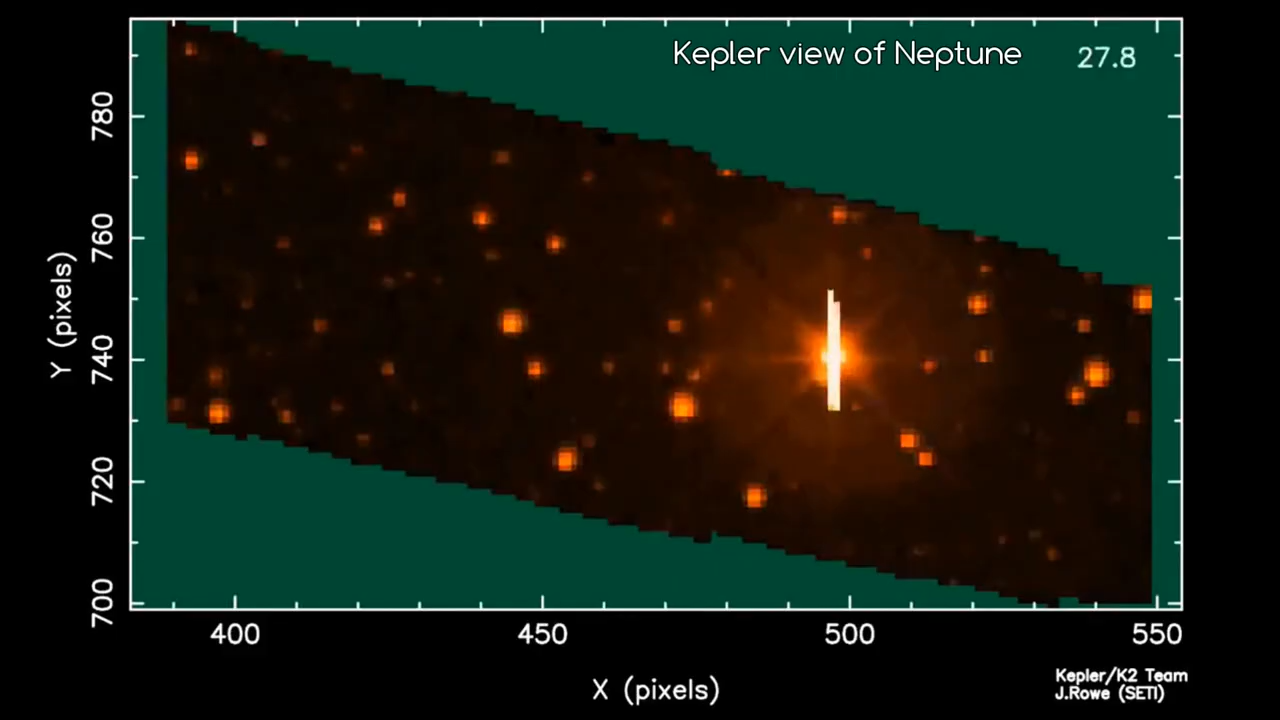 Kepler view of Neptune
27.8
780
760
740
720
700
Y (pixels)
400
450
500
550
X (pixels)
Kepler/K2 Team
J.Rowe (SETI)